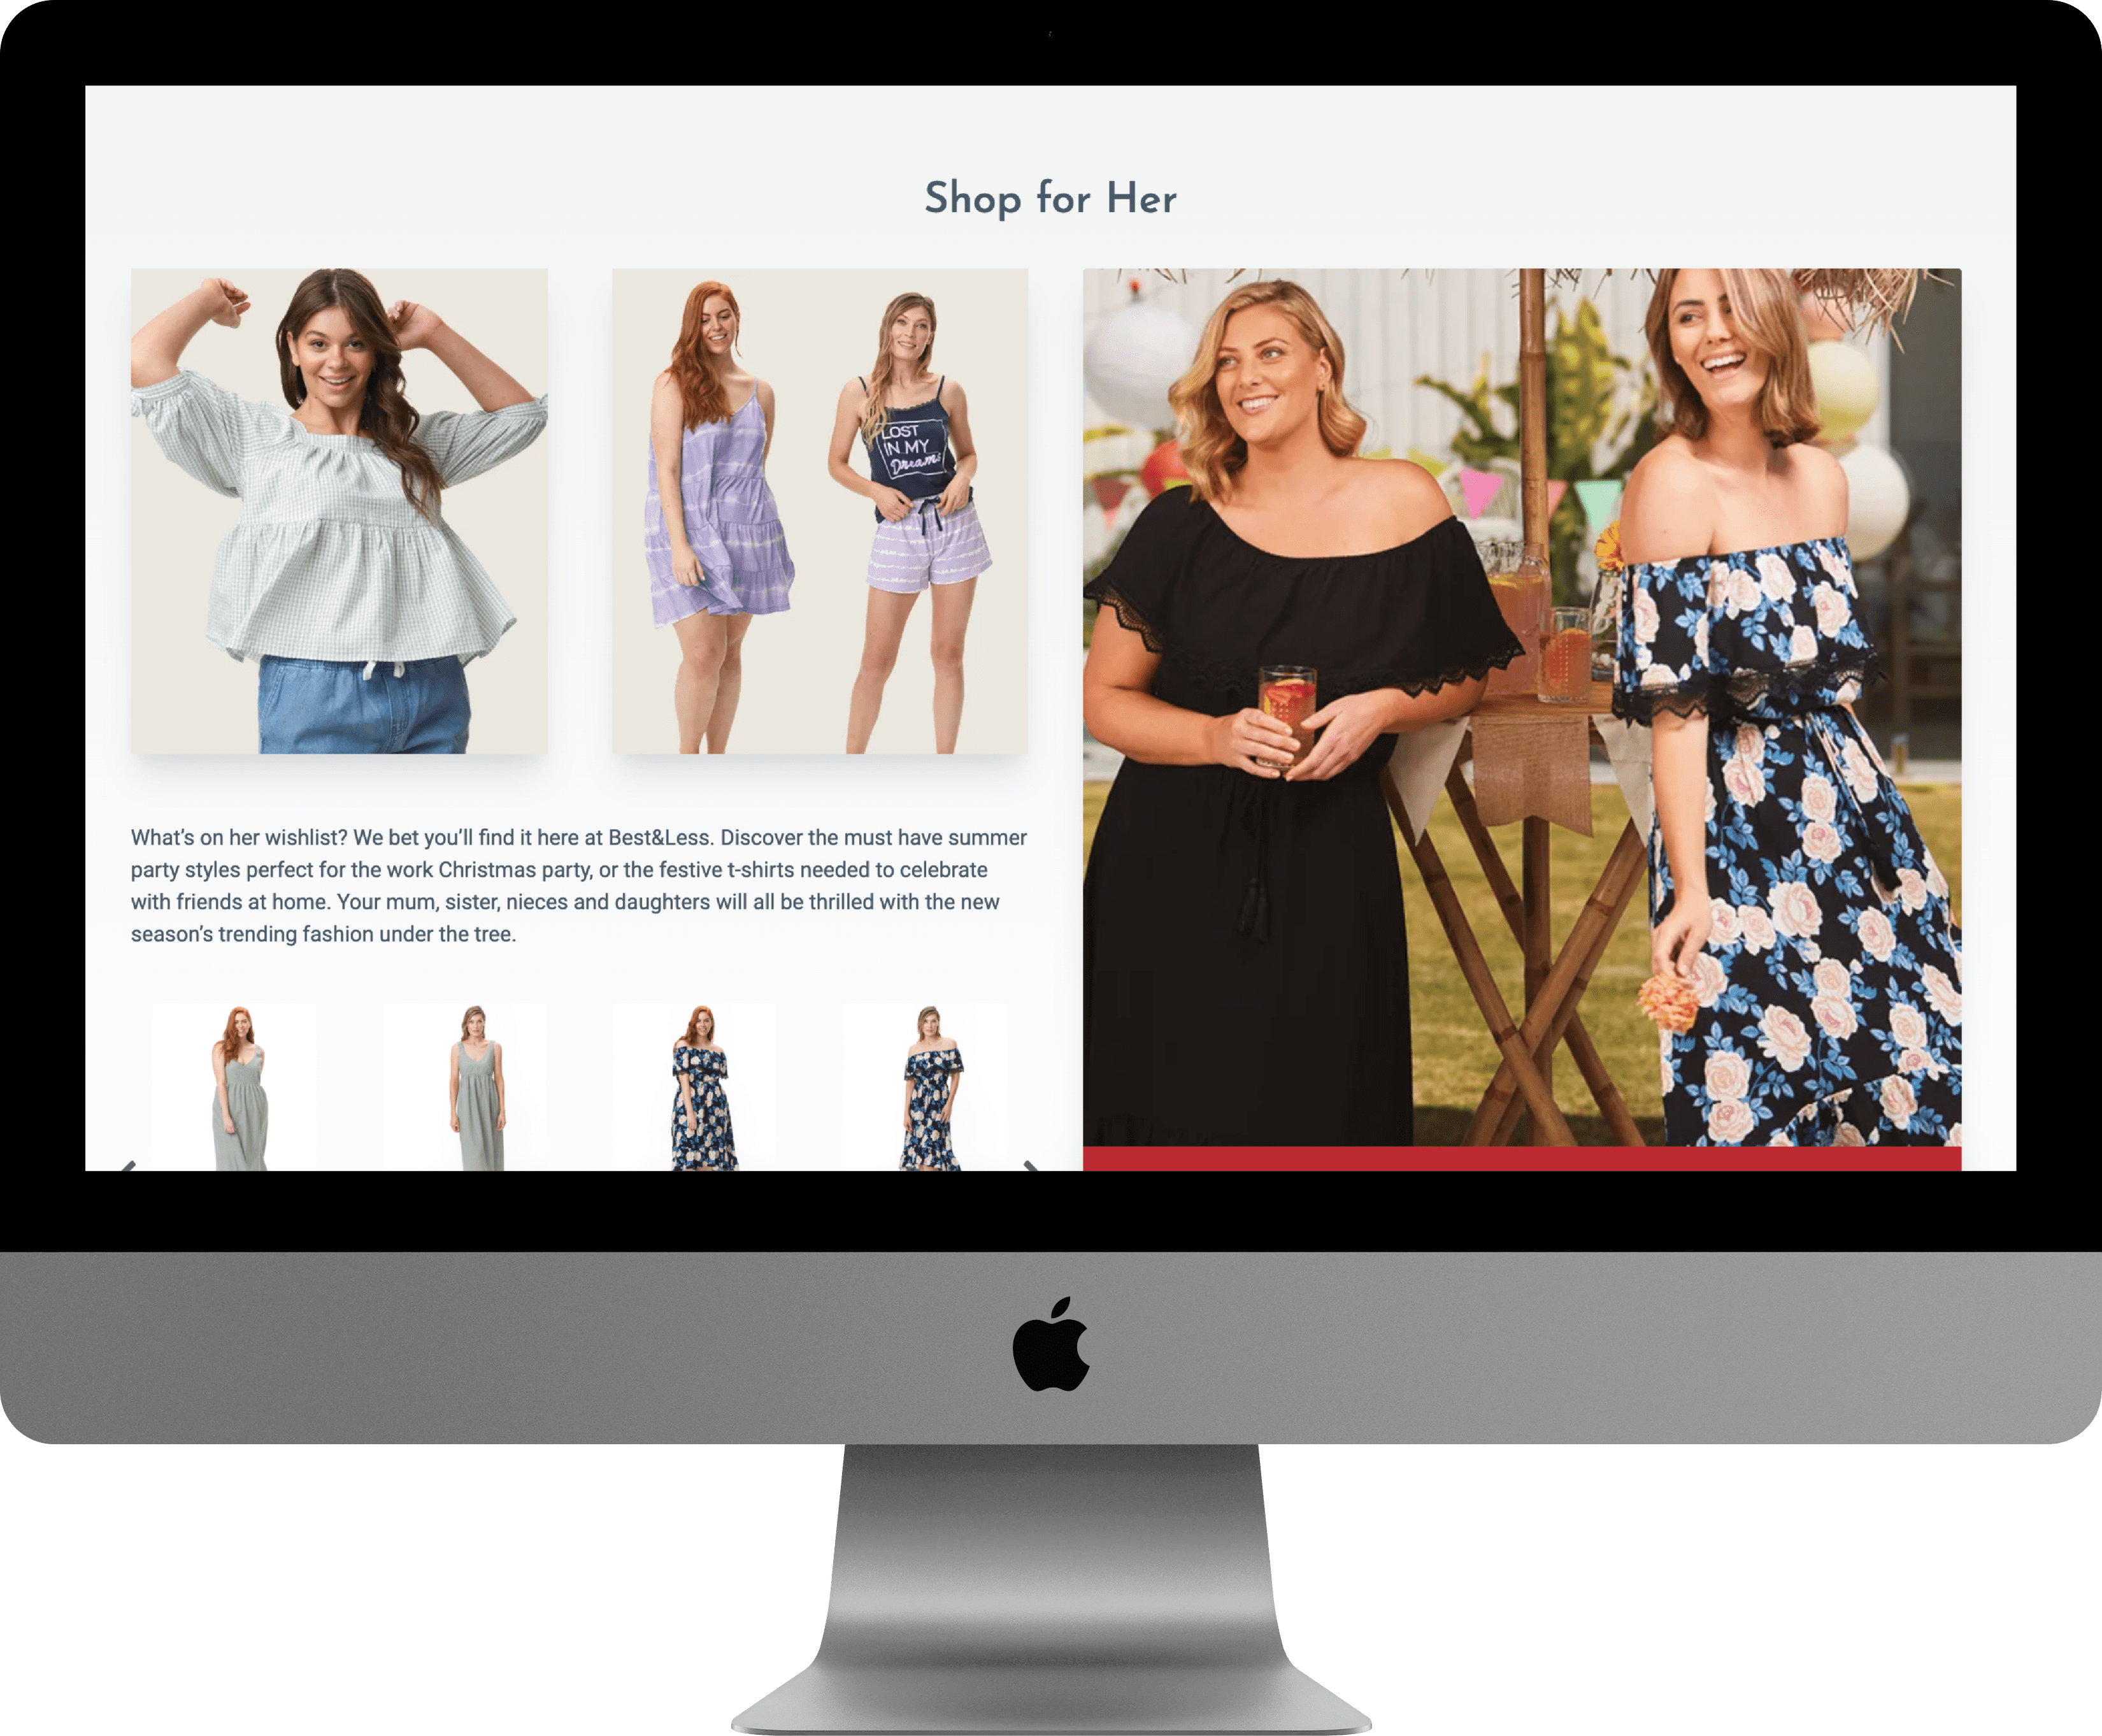 Shop for Her
LOST
IN MY
Dreams
What's on her wishlist? We bet you'll find it here at Best&Less. Discover the must have summer
party styles perfect for the work Christmas party, or the festive t-shirts needed to celebrate
with friends at home. Your mum, sister, nieces and daughters will all be thrilled with the new
season's trending fashion under the tree.